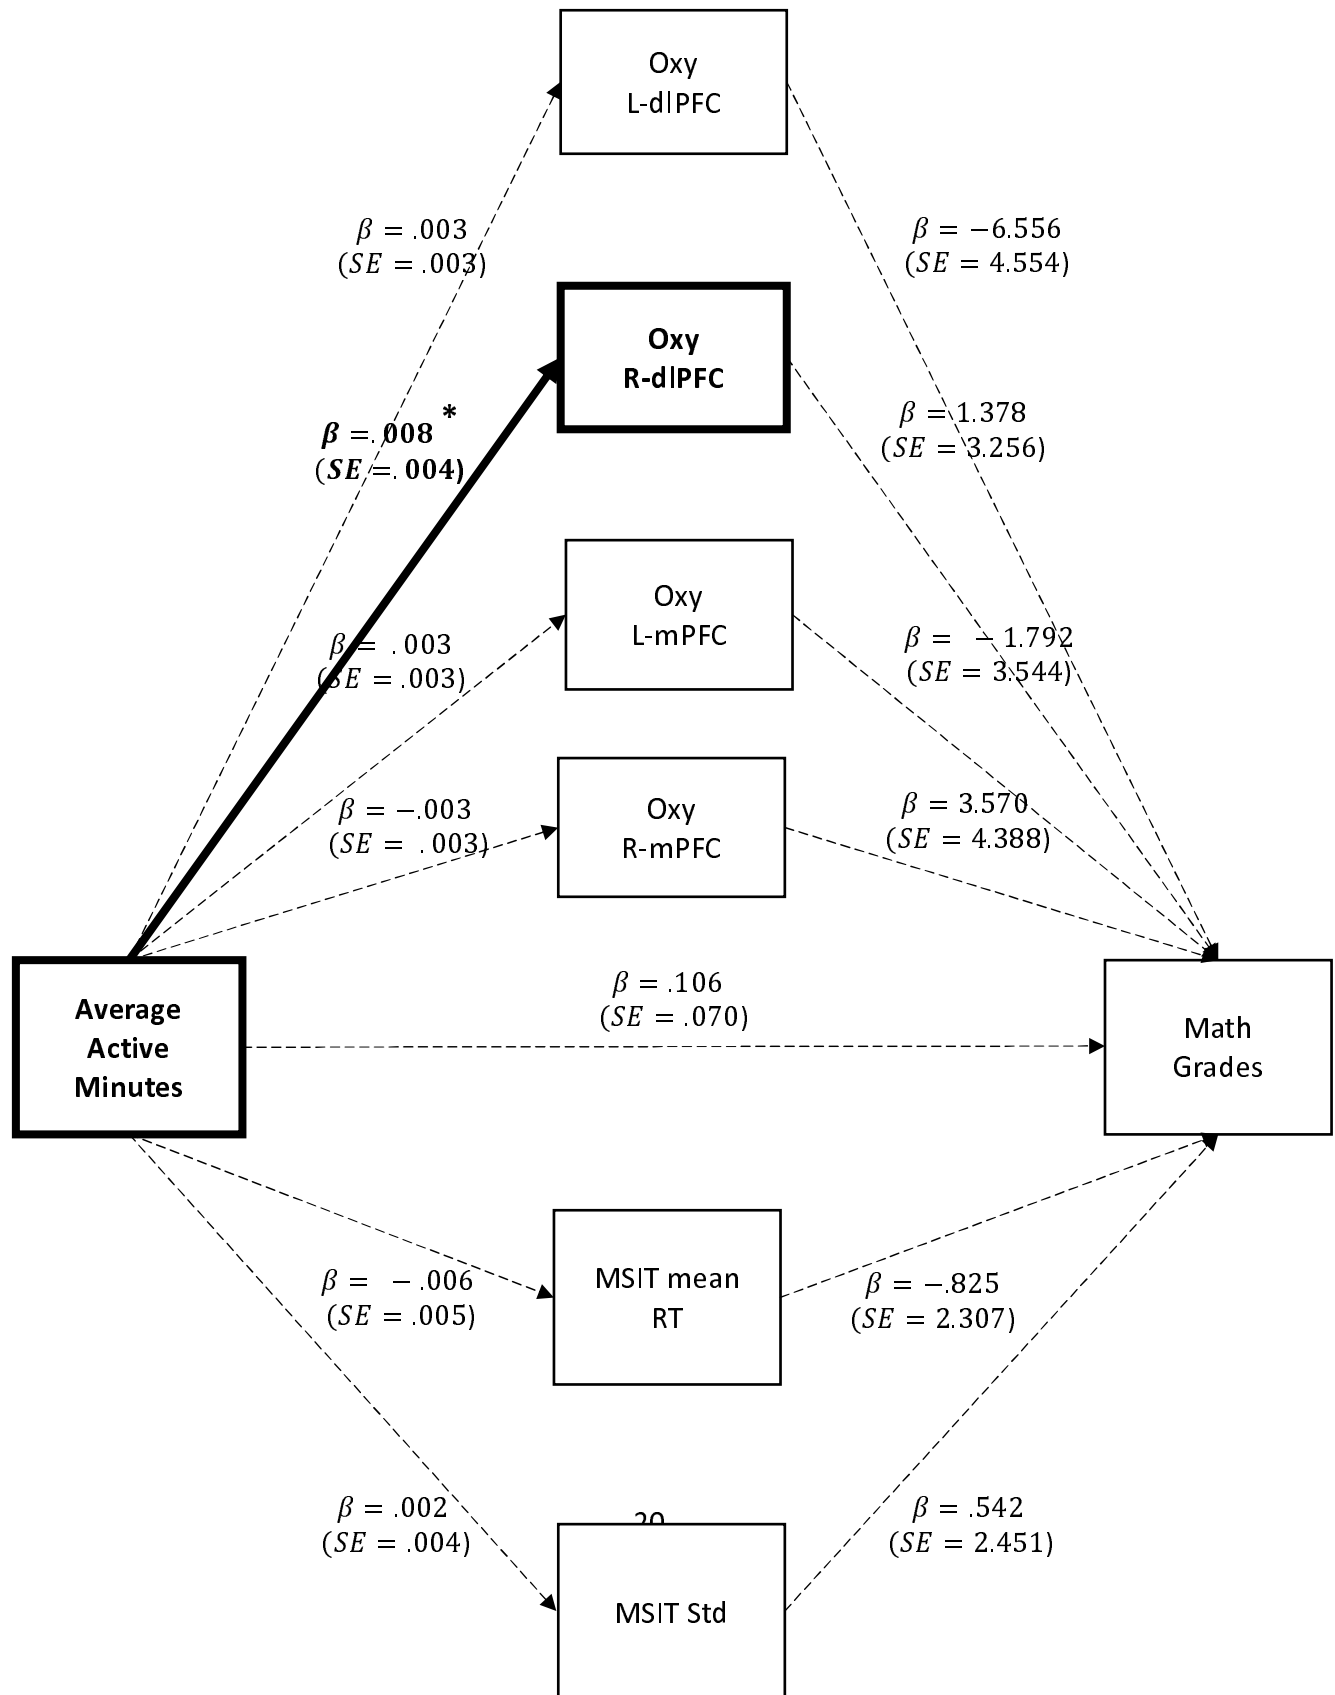 Oxy
L-dlPFC
β = .003
(SE = .003)
β = −6.556
(SE = 4.554)
Oxy
R-dlPFC
β =.008 *
(SE =.004)
β = 1.378
(SE = 3.256)
Oxy
L-mPFC
β = .003
(SE = .003)
β = − 1.792
(SE = 3.544)
Oxy
R-mPFC
β = −.003
(SE = .003)
β = 3.570
(SE = 4.388)
Average
Active
Minutes
β = .106
(SE = .070)
Math
Grades
MSIT mean
RT
β = − .006
(SE = .005)
β = −.825
(SE = 2.307)
β = .002
(SE = .004)
20
β = .542
(SE = 2.451)
MSIT Std